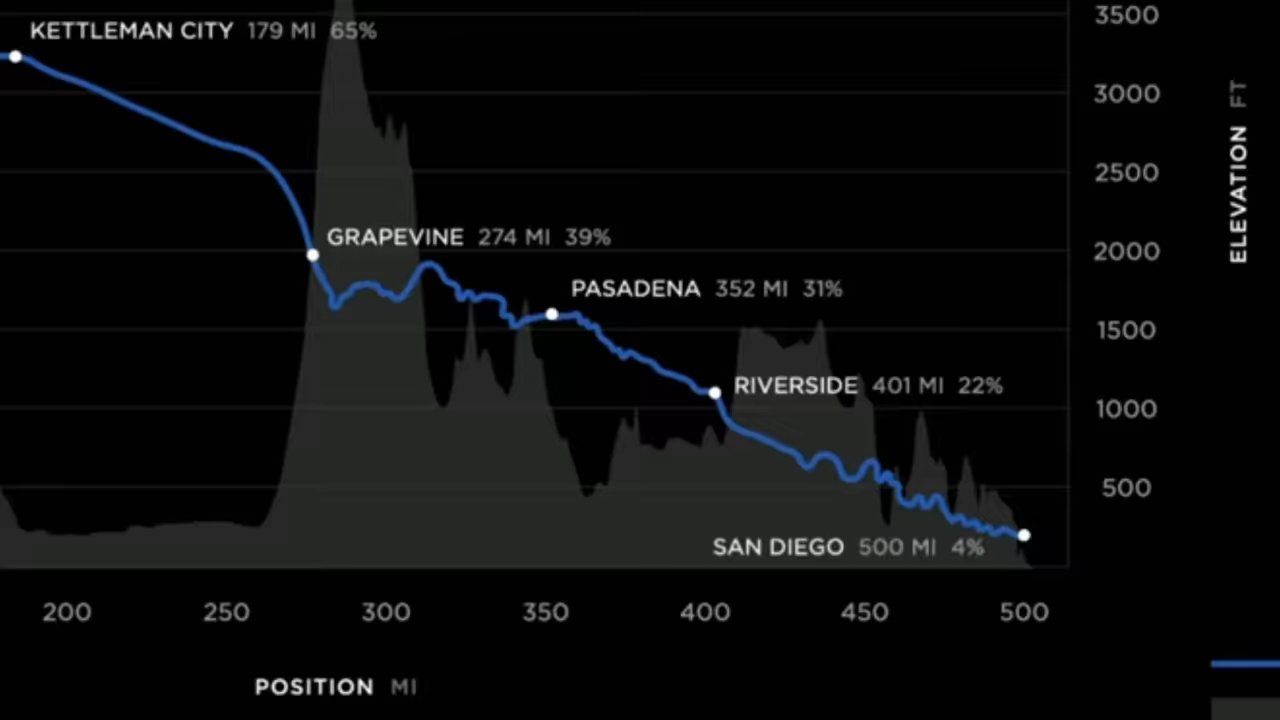 KETTLEMAN CITY 179 MI 65%
3500
3000
2500
GRAPEVINE 274 MI 39%
2000
PASADENA 352 MI 31%
1500
RIVERSIDE 401 MI 22%
1000
500
SAN DIEGO 500 MI 4%
ELEVATION FT
200 250 300 350 400 450 500
POSITION MI